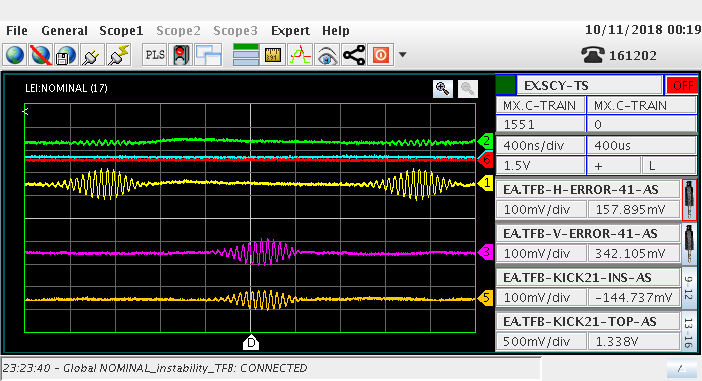 File General Scope1 Scope2 Scope3 Expert Help 10/11/2018 00:19
PLS 161202
LEI:NOMINAL (17)
EX.SCY-TS OFF
MX.C-TRAIN MX.C-TRAIN
1551 0
400ns/div 400us
1.5V + L
EA.TFB-H-ERROR-41-AS
100mV/div 157.895mV
EA.TFB-V-ERROR-41-AS
100mV/div 342.105mV
EA.TFB-KICK21-INS-AS
100mV/div -144.737mV
EA.TFB-KICK21-TOP-AS
500mV/div 1.338V
9-12
13-16
<
2
6
1
3
5
D
23:23:40 - Global NOMINAL_instability_TFB: CONNECTED